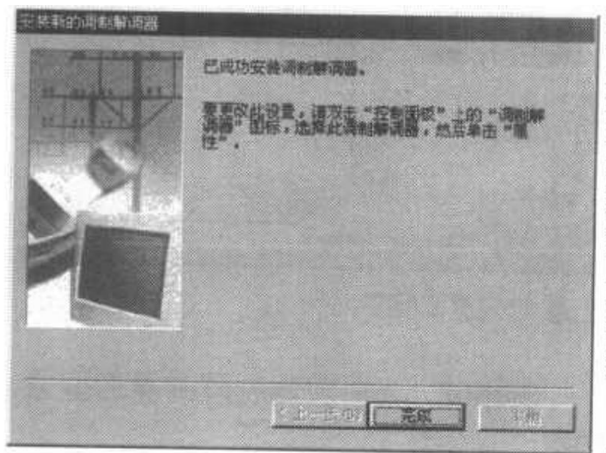 安装新的调制解调器
已成功安装调制解调器。
要更改此设置，请双击“控制面板”上的“调制解
调器”图标，选择此调制解调器，然后单击“属
性”。
<上一步(B)
完成
取消